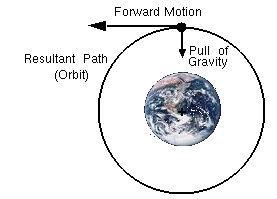 Forward Motion
Resultant Path
(Orbit)
Pull of
Gravity